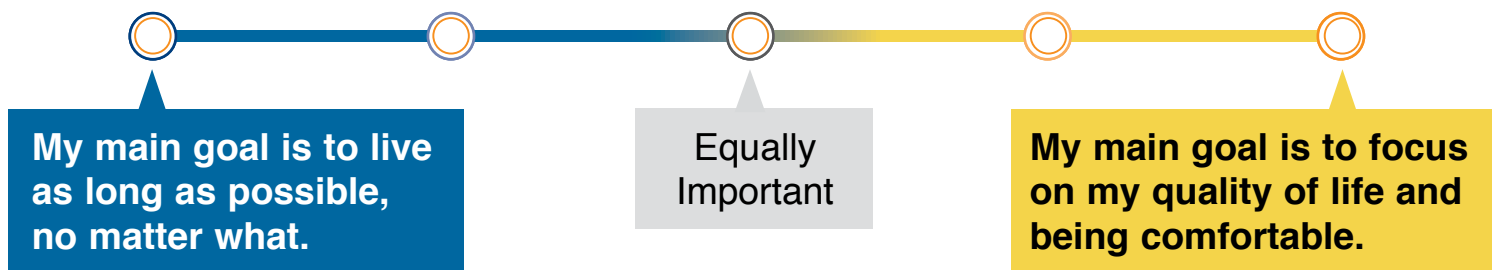 My main goal is to live
as long as possible,
no matter what.
Equally
Important
My main goal is to focus
on my quality of life and
being comfortable.